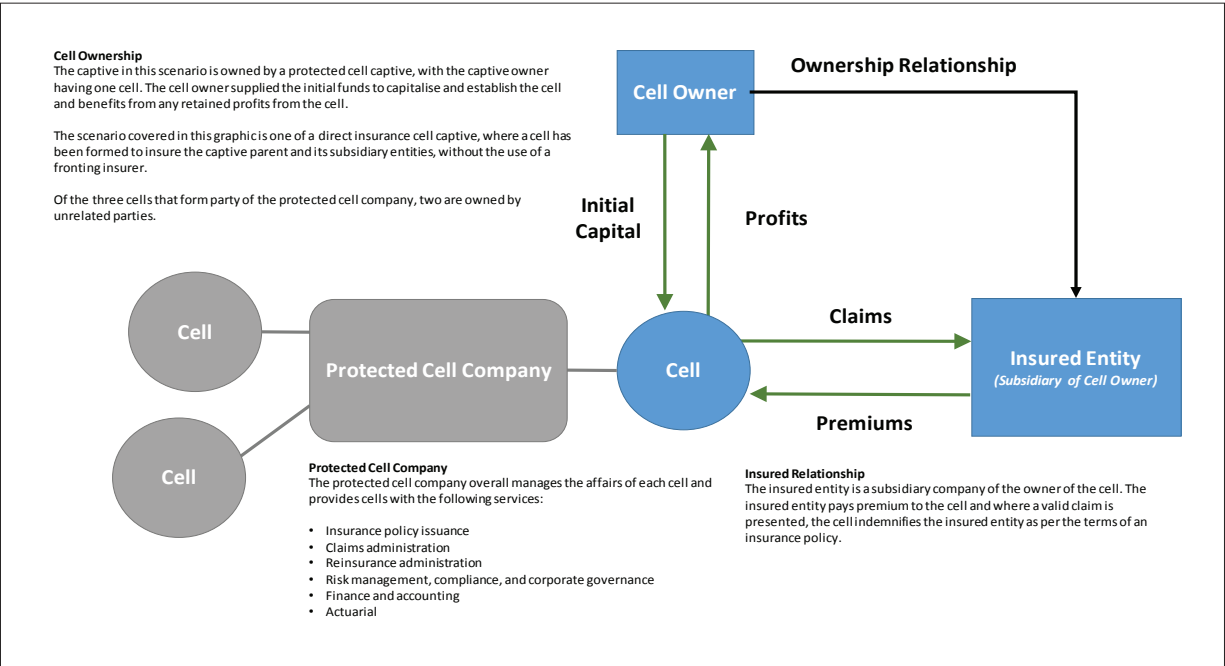 Cell Ownership
The captive in this scenario is owned by a protected cell captive, with the captive owner
having one cell. The cell owner supplied the initial funds to capitalise and establish the cell
and benefits from any retained profits from the cell.
The scenario covered in this graphic is one of a direct insurance cell captive, where a cell has
been formed to insure the captive parent and its subsidiary entities, without the use of a
fronting insurer.
Of the three cells that form party of the protected cell company, two are owned by
unrelated parties.
Cell Owner
Ownership Relationship
Initial
Capital
Profits
Cell
Cell
Protected Cell Company
Cell
Claims
Premiums
Insured Entity
(Subsidiary of Cell Owner)
Protected Cell Company
The protected cell company overall manages the affairs of each cell and
provides cells with the following services:
• Insurance policy issuance
• Claims administration
• Reinsurance administration
• Risk management, compliance, and corporate governance
• Finance and accounting
• Actuarial
Insured Relationship
The insured entity is a subsidiary company of the owner of the cell. The
insured entity pays premium to the cell and where a valid claim is
presented, the cell indemnifies the insured entity as per the terms of an
insurance policy.